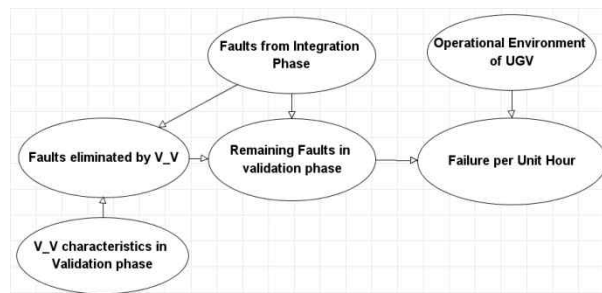 Faults from Integration
Phase
Operational Environment
of UGV
Faults eliminated by V_V
Remaining Faults in
validation phase
Failure per Unit Hour
V_V characteristics in
Validation phase